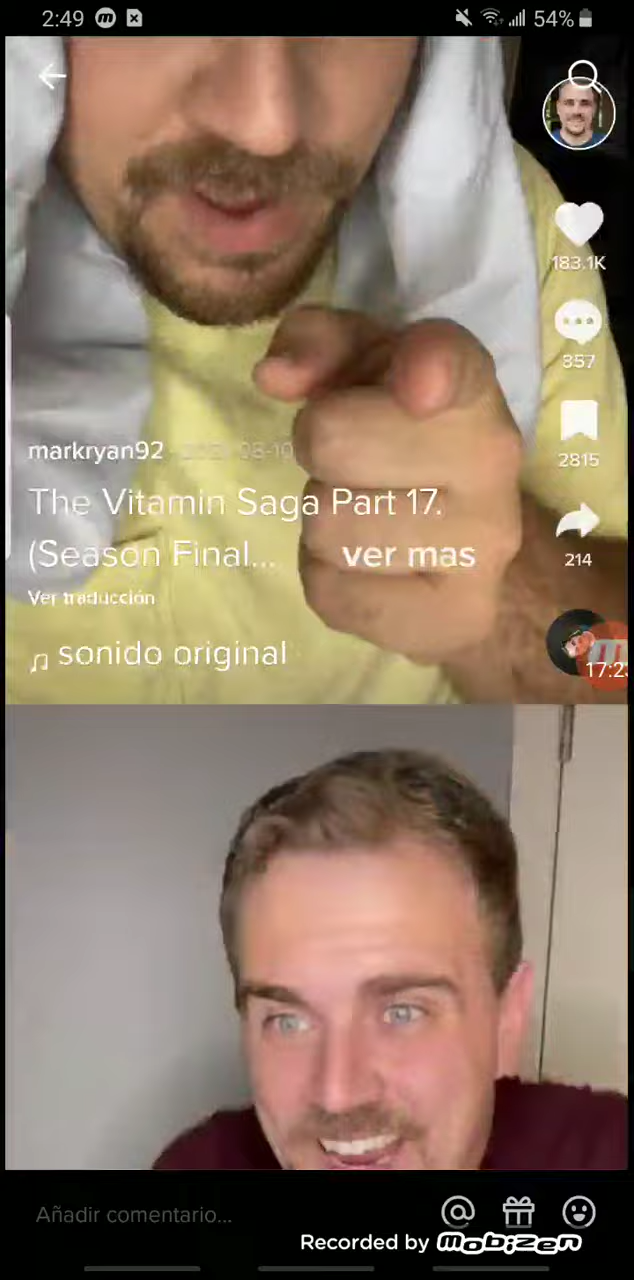 2:49
54%
183.1K
357
2815
214
markryan92
The Vitamin Saga Part 17.
(Season Final... ver mas
Ver traducción
sonido original
Añadir comentario...
Recorded by Mobizen